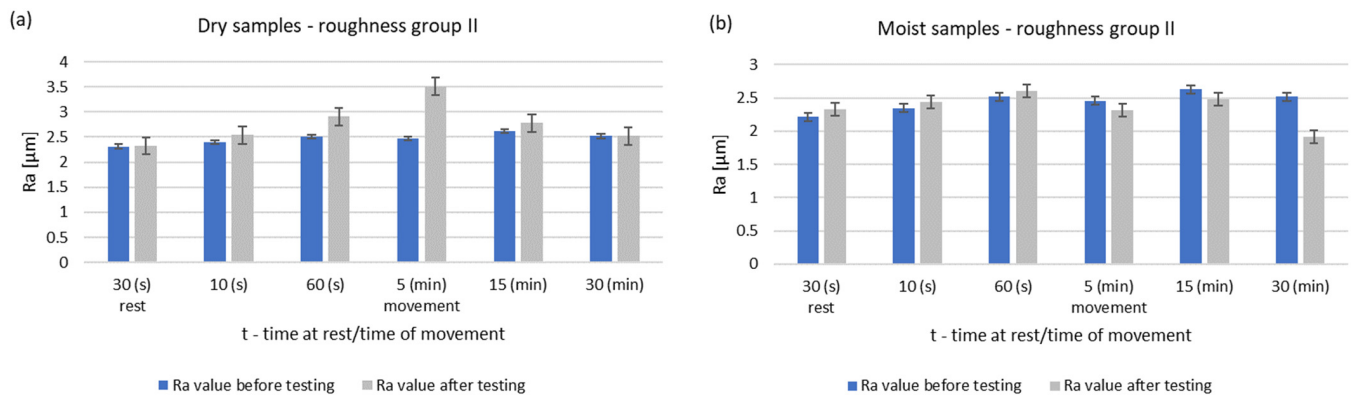 (a)
Dry samples - roughness group II
Ra [µm]
4
3.5
3
2.5
2
1.5
1
0.5
0
30 (s) 10 (s) 60 (s) 5 (min) 15 (min) 30 (min)
rest movement
t - time at rest/time of movement
Ra value before testing Ra value after testing
(b)
Moist samples - roughness group II
Ra [µm]
3
2.5
2
1.5
1
0.5
0
30 (s) 10 (s) 60 (s) 5 (min) 15 (min) 30 (min)
rest movement
t - time at rest/time of movement
Ra value before testing Ra value after testing